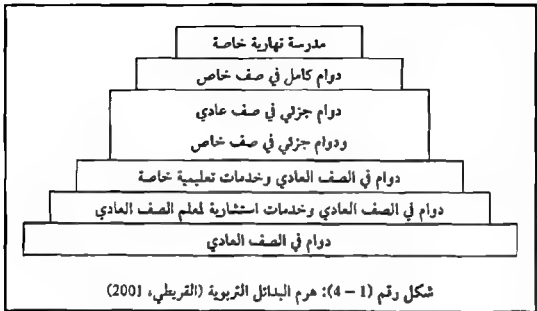 مدرسة نهارية خاصة
دوام كامل في صف خاص
دوام جزئي في صف عادي
ودوام جزئي في صف خاص
دوام في الصف العادي وخدمات تعليمية خاصة
دوام في الصف العادي وخدمات استشارية لمعلم الصف العادي
دوام في الصف العادي
شكل رقم (1 – 4): هرم البدائل التربوية (القريطي، 2001)